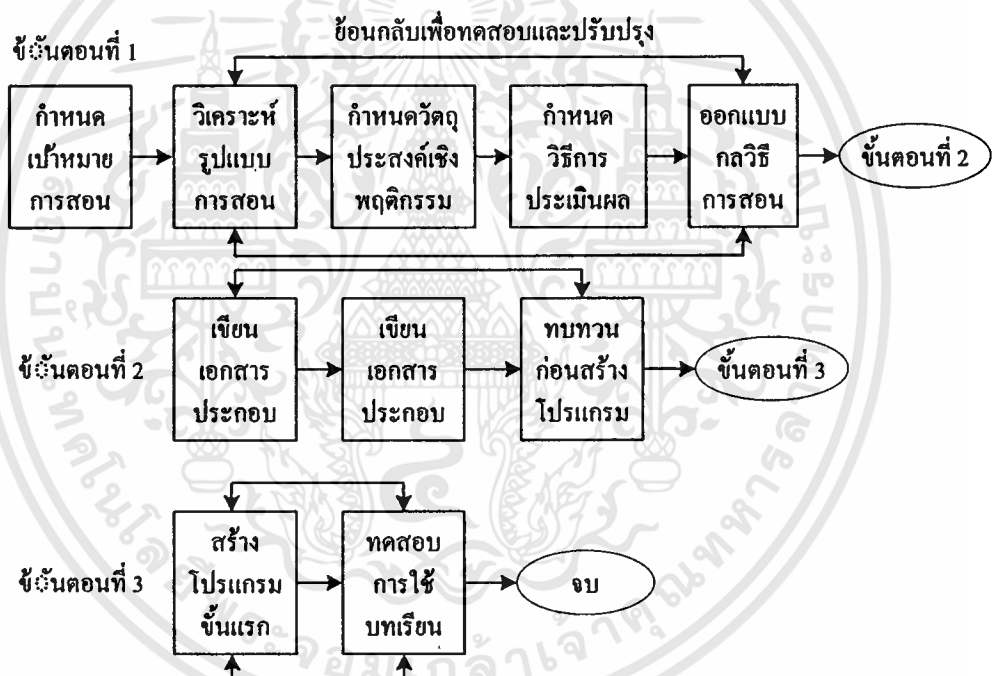 ย้อนกลับเพื่อทดสอบและปรับปรุง
ขั้ันตอนที่ 1
กำหนด
เป้าหมาย
การสอน
วิเคราะห์
รูปแบบ
การสอน
กำหนดวัตถุ
ประสงค์เชิง
พฤติกรรม
กำหนด
วิธีการ
ประเมินผล
ออกแบบ
กลวิธี
การสอน
ขั้นตอนที่ 2
ขั้ันตอนที่ 2
เขียน
เอกสาร
ประกอบ
เขียน
เอกสาร
ประกอบ
ทบทวน
ก่อนสร้าง
โปรแกรม
ขั้นตอนที่ 3
ขั้ันตอนที่ 3
สร้าง
โปรแกรม
ขั้นแรก
ทดสอบ
การใช้
บทเรียน
จบ